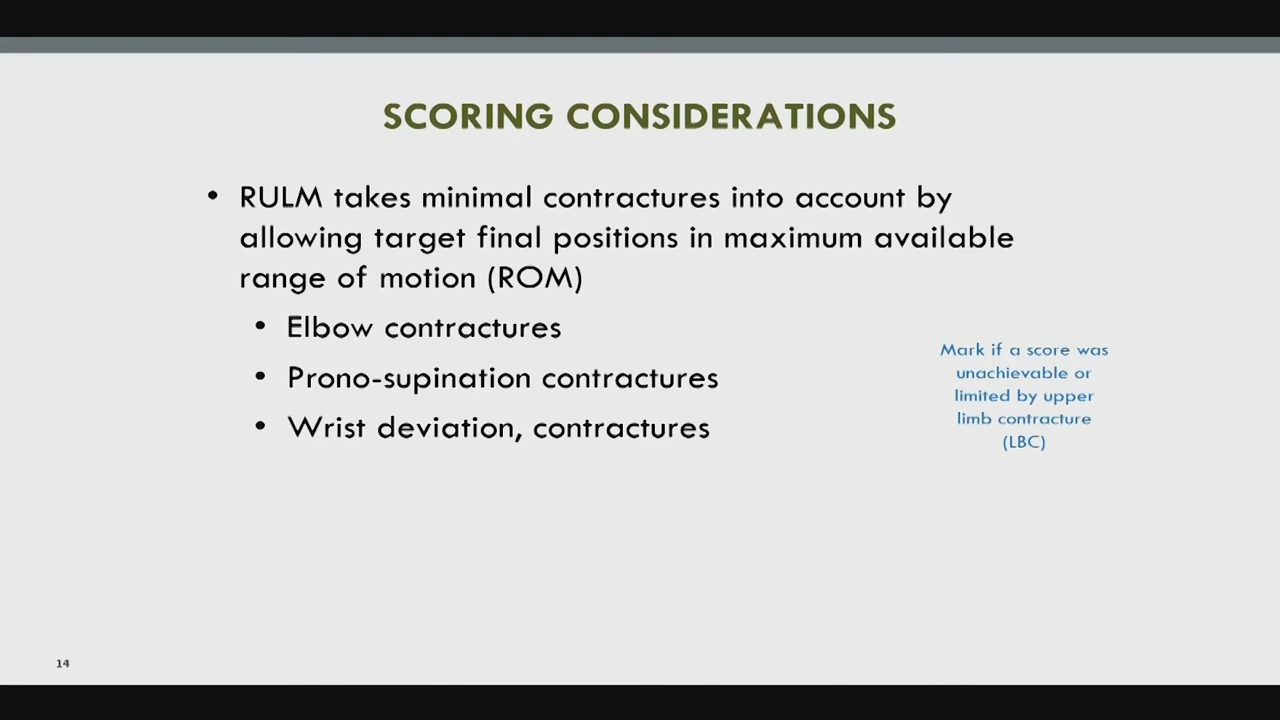 SCORING CONSIDERATIONS
• RULM takes minimal contractures into account by
allowing target final positions in maximum available
range of motion (ROM)
• Elbow contractures
• Prono-supination contractures
• Wrist deviation, contractures
Mark if a score was
unachievable or
limited by upper
limb contracture
(LBC)
14